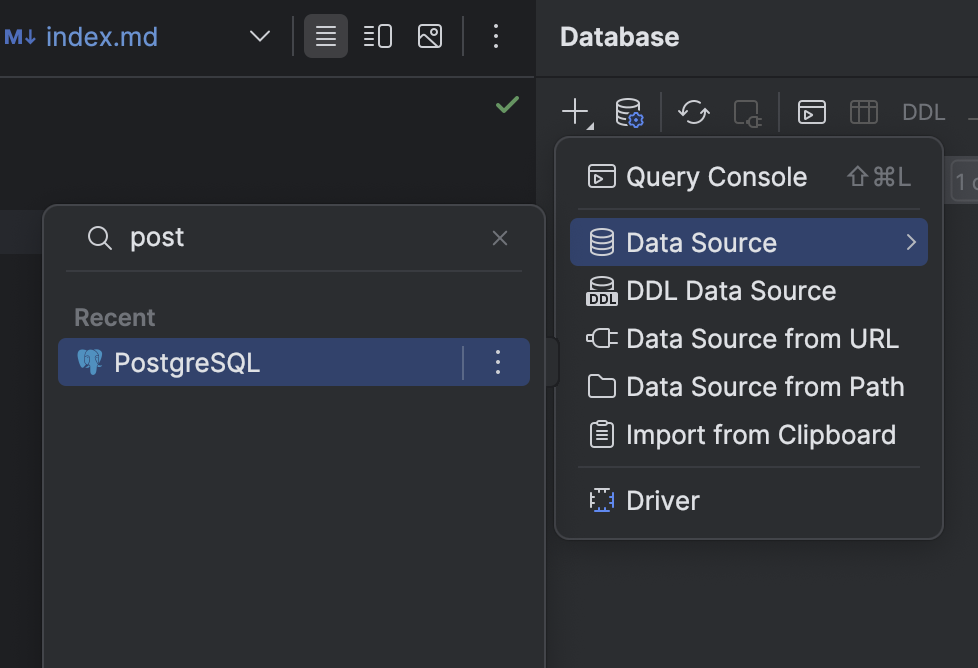 M↓ index.md
Database
DDL
Query Console ⇧⌘L
1
post
Data Source
DDL Data Source
Recent
Data Source from URL
PostgreSQL
Data Source from Path
Import from Clipboard
Driver